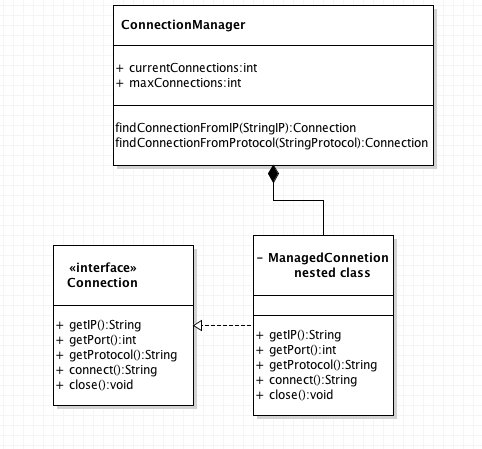 ConnectionManager
+ currentConnections:int
+ maxConnections:int
findConnectionFromIP(StringIP):Connection
findConnectionFromProtocol(StringProtocol):Connection
«interface»
Connection
+ getIP():String
+ getPort():int
+ getProtocol():String
+ connect():String
+ close():void
- ManagedConnetion
nested class
+ getIP():String
+ getPort():int
+ getProtocol():String
+ connect():String
+ close():void